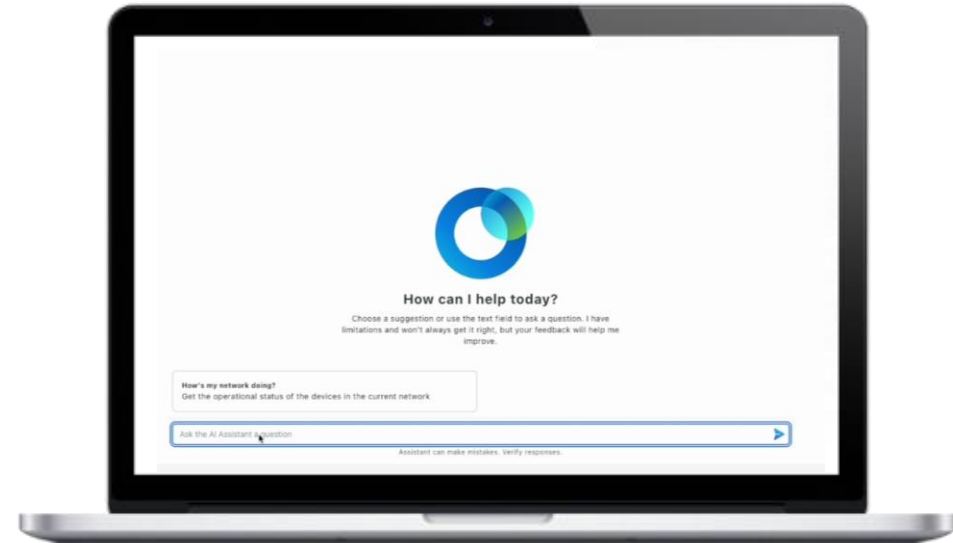 How can I help today?
Choose a suggestion or use the text field to ask a question. I have
limitations and won't always get it right, but your feedback will help me
improve.
How's my network doing?
Get the operational status of the devices in the current network
Ask the AI Assistant a question
Assistant can make mistakes. Verify responses.